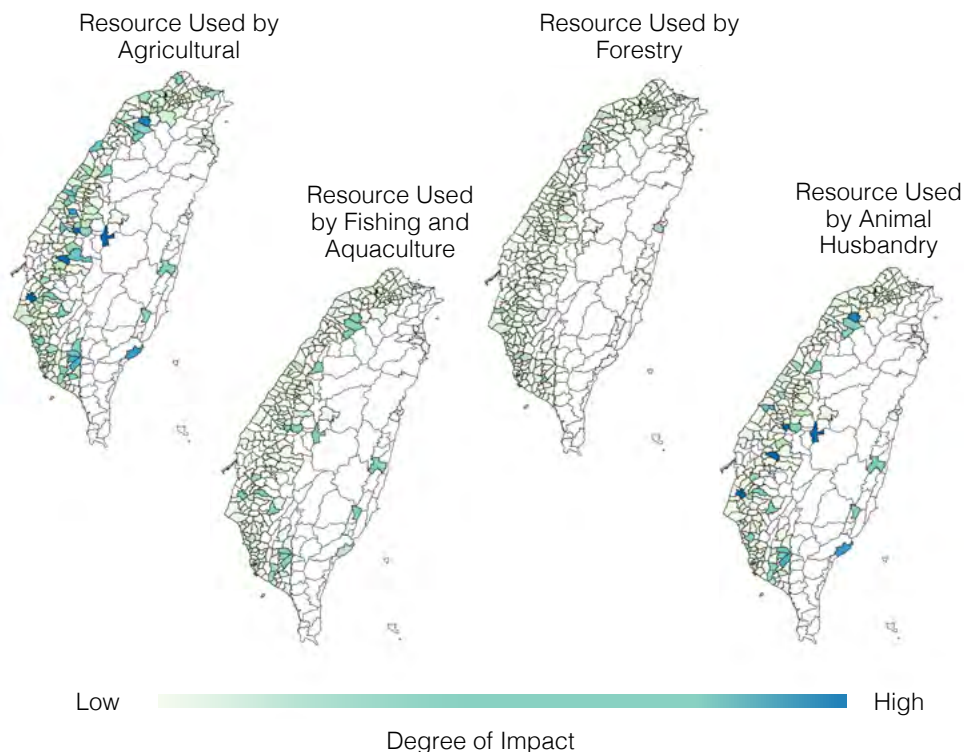 Resource Used by
Agricultural
Resource Used by
Forestry
Resource Used
by Fishing and
Aquaculture
Resource Used
by Animal
Husbandry
Low
High
Degree of Impact